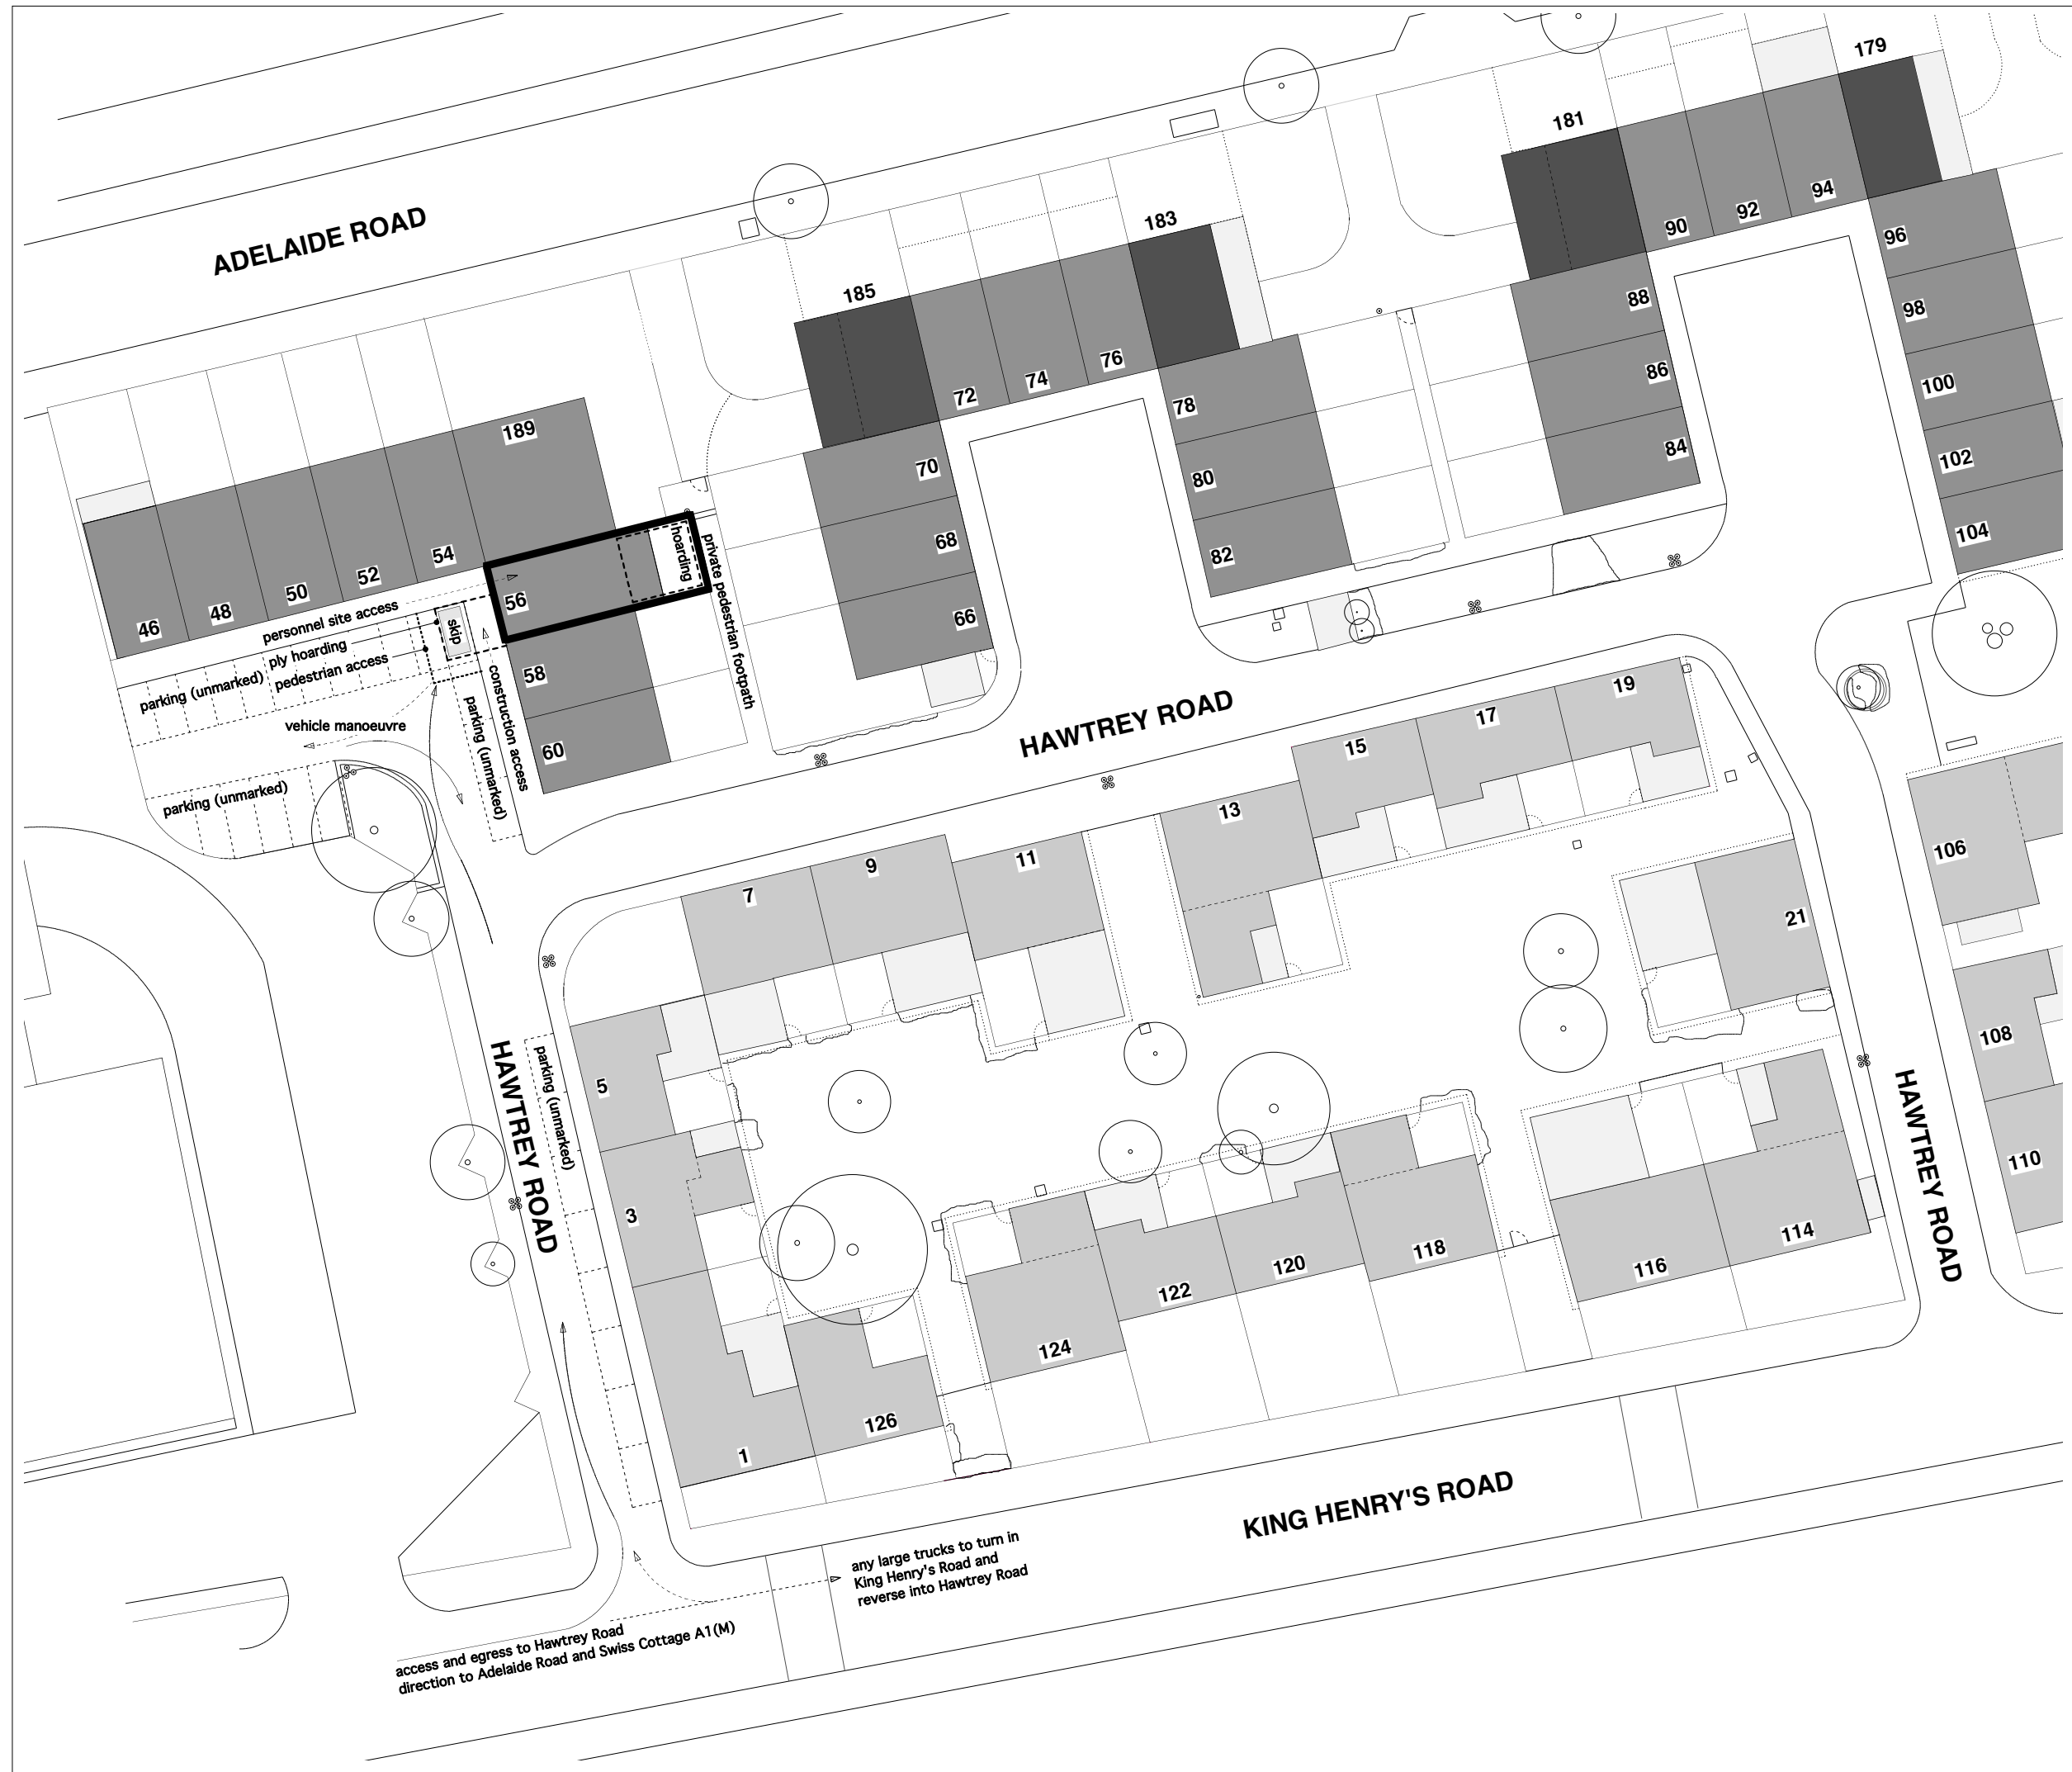 179
181
ADELAIDE ROAD
183
185
90
92
94
96
88
98
86
100
84
102
104
72
74
76
78
80
82
70
68
66
189
46
48
50
52
54
56
58
60
hoarding
private pedestrian footpath
personnel site access
ply hoarding
pedestrian access
skip
parking (unmarked)
construction access
parking (unmarked)
vehicle manoeuvre
parking (unmarked)
HAWTREY ROAD
7
9
11
13
15
17
19
21
106
108
110
HAWTREY ROAD
parking (unmarked)
5
3
1
126
124
122
120
118
116
114
HAWTREY ROAD
KING HENRY'S ROAD
any large trucks to turn in
King Henry's Road and
reverse into Hawtrey Road
access and egress to Hawtrey Road
direction to Adelaide Road and Swiss Cottage A1(M)